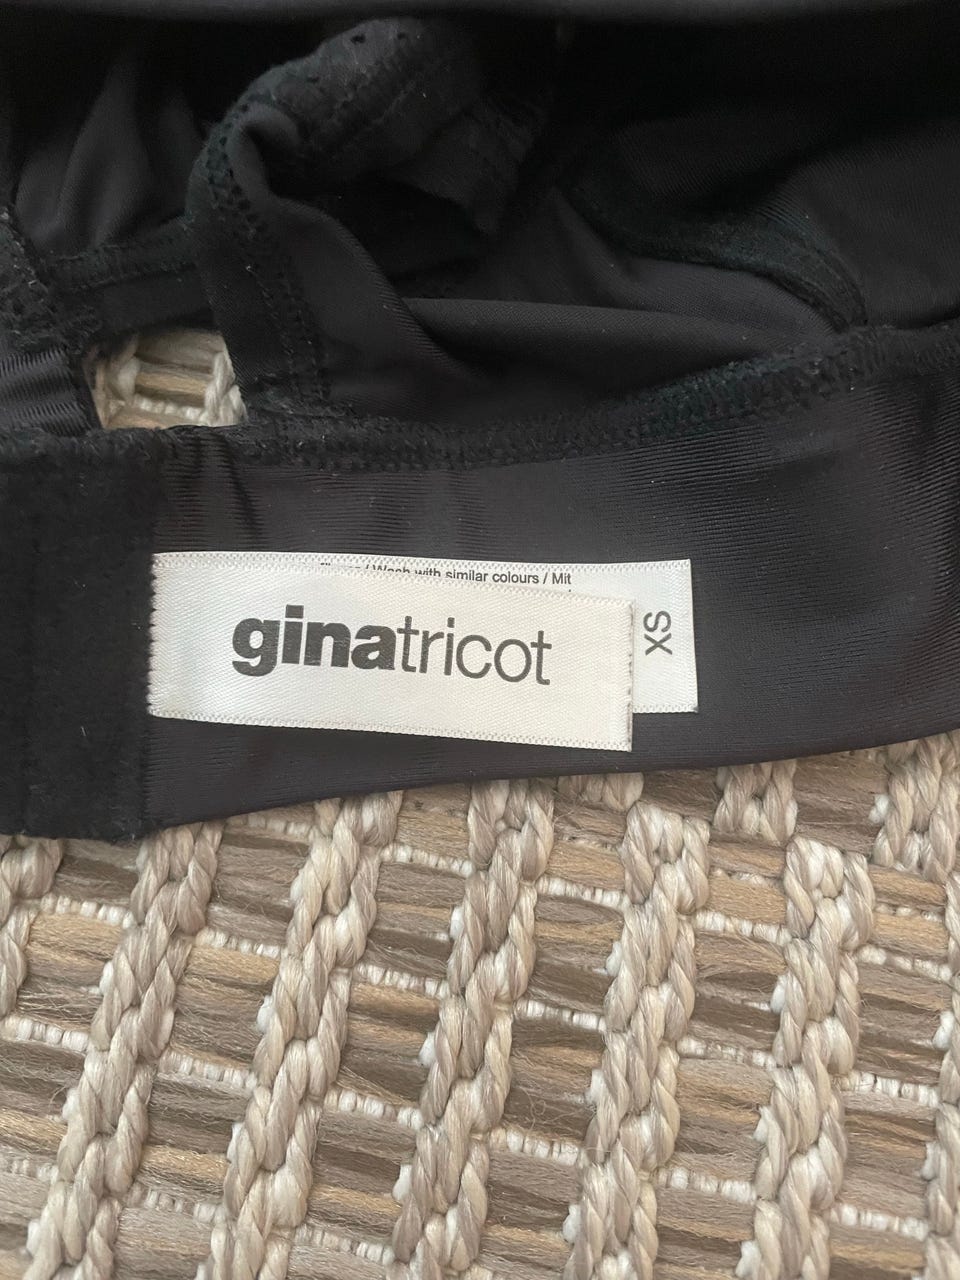 / Wash with similar colours / Mit
ginatricot
XS